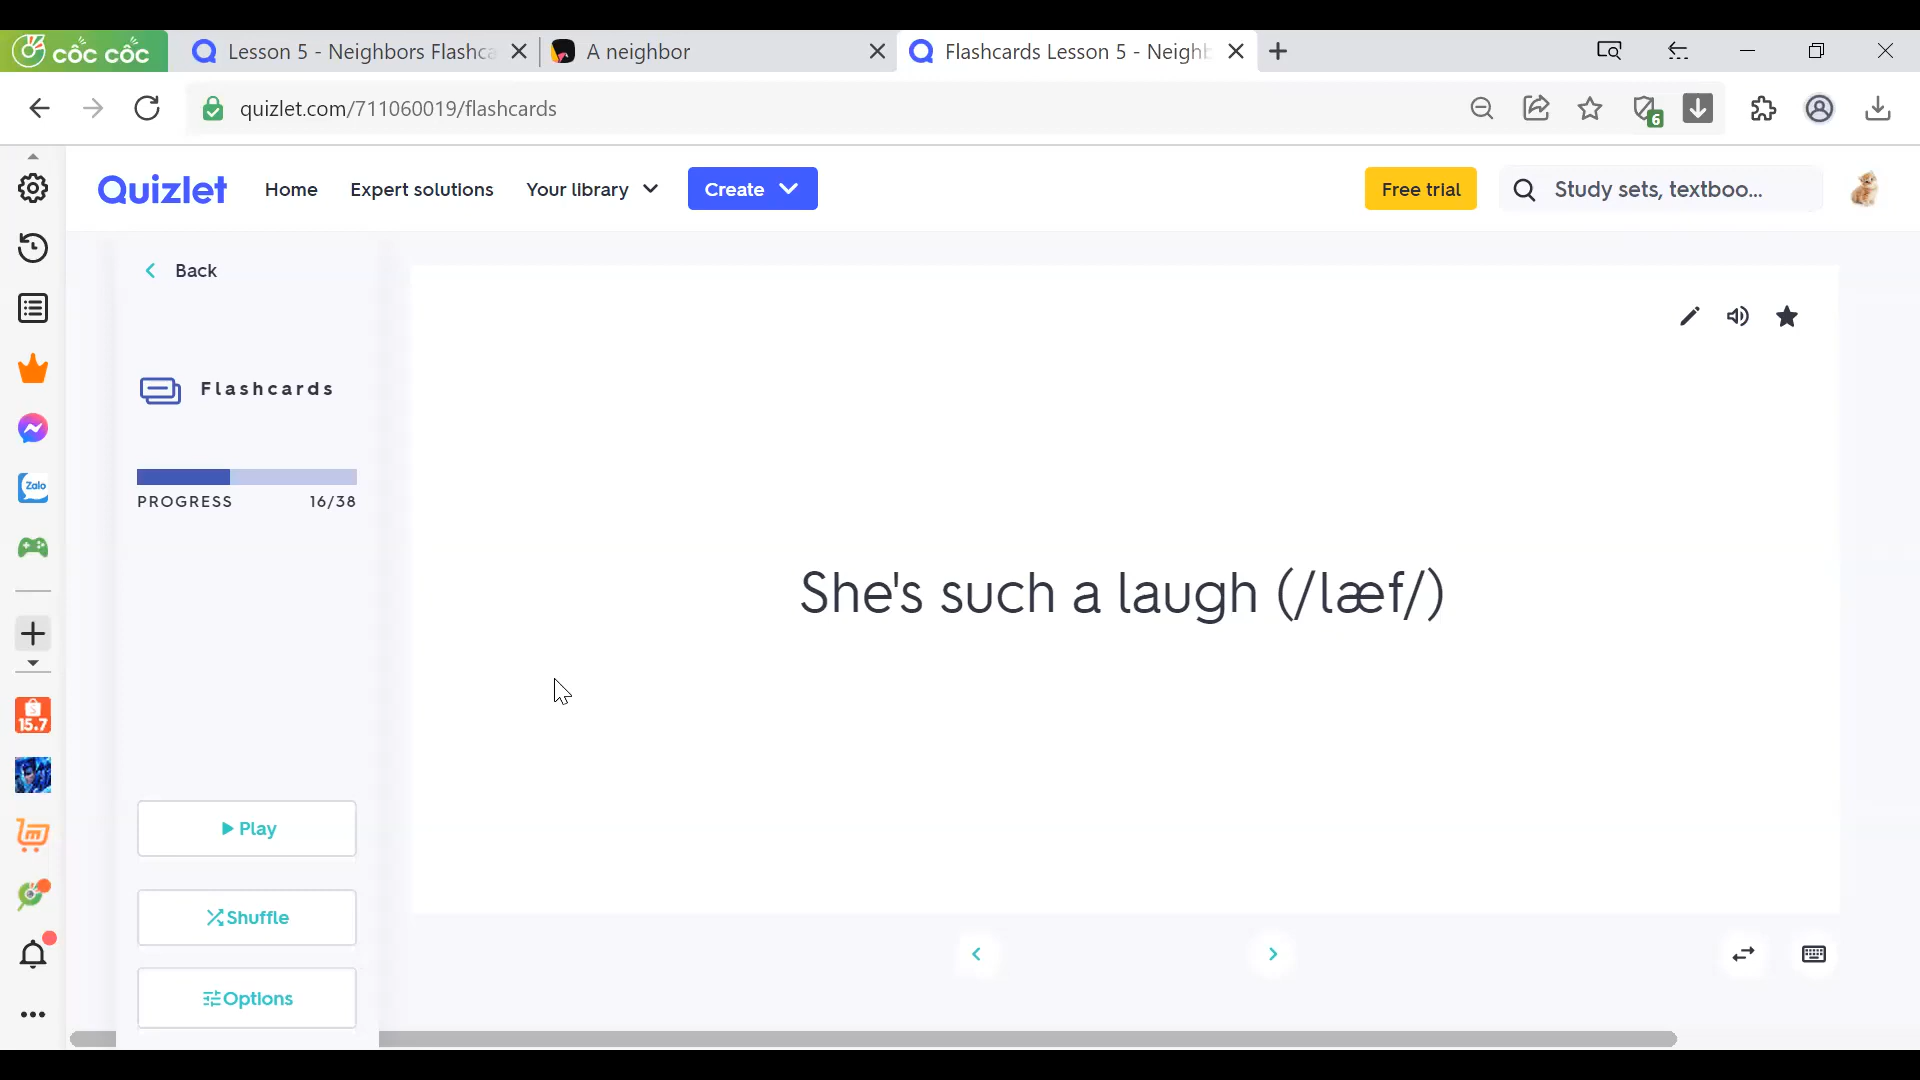 cốc cốc
Lesson 5 - Neighbors Flashca
A neighbor
Flashcards Lesson 5 - Neighb
quizlet.com/711060019/flashcards
6
Quizlet
Home
Expert solutions
Your library
Create
Free trial
Study sets, textboo...
Back
Flashcards
PROGRESS
16/38
Zalo
15.7
She's such a laugh (/læf/)
Play
Shuffle
Options